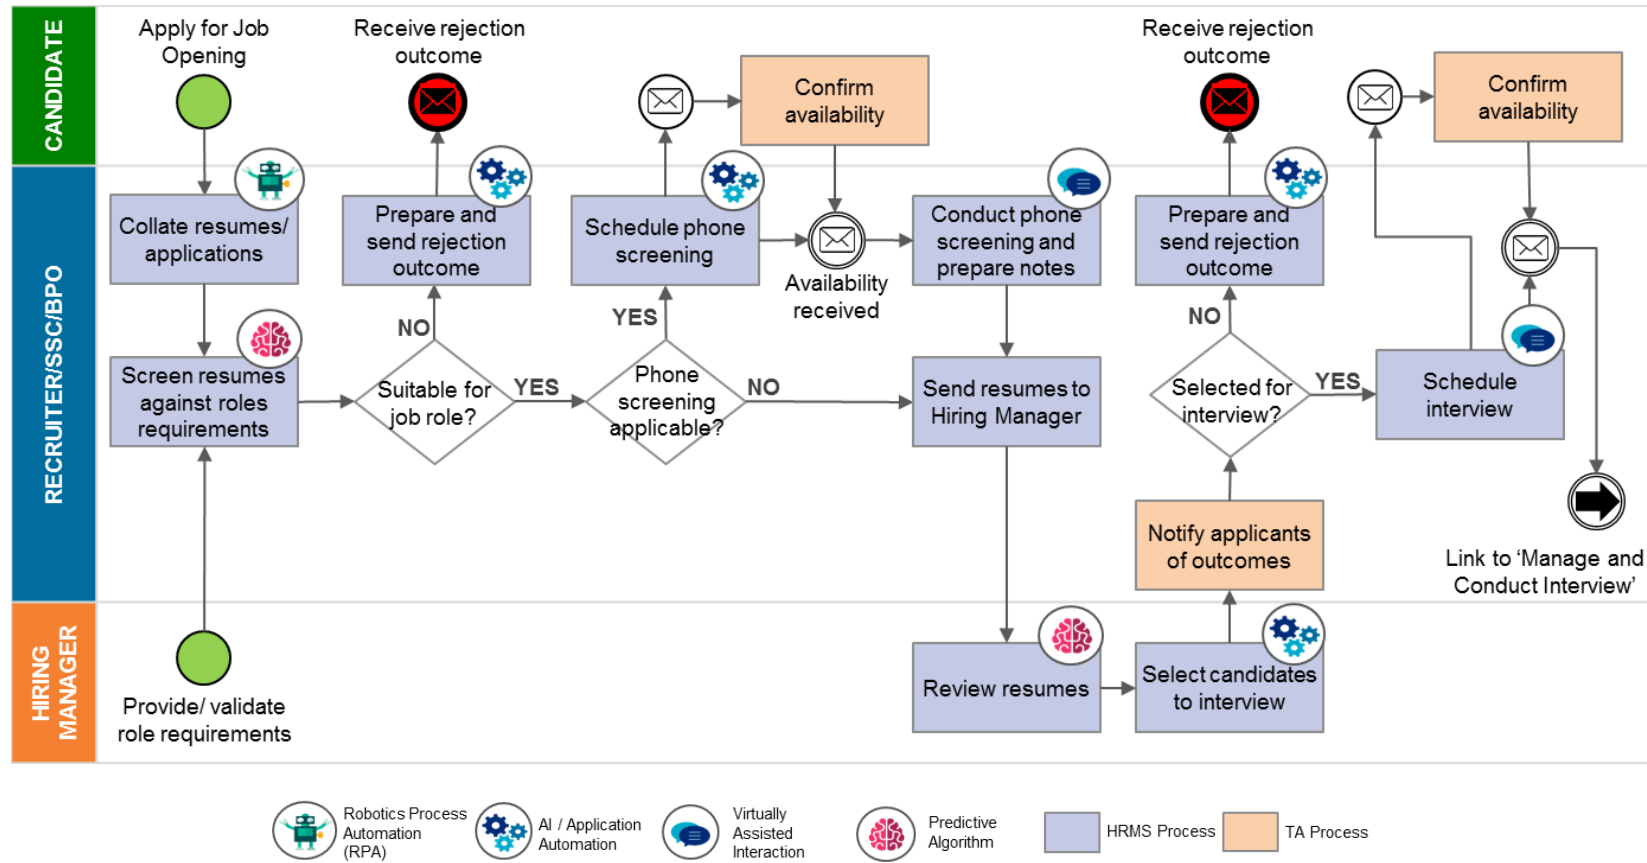 CANDIDATE
Apply for Job
Opening
Receive rejection
outcome
Confirm
availability
Receive rejection
outcome
Confirm
availability
RECRUITER/SSC/BPO
Collate resumes/
applications
Prepare and
send rejection
outcome
Schedule phone
screening
Availability
received
Conduct phone
screening and
prepare notes
Prepare and
send rejection
outcome
NO
YES
NO
Screen resumes
against roles
requirements
Suitable for
job role?
YES
Phone
screening
applicable?
NO
Send resumes to
Hiring Manager
Selected for
interview?
YES
Schedule
interview
Notify applicants
of outcomes
Link to ‘Manage and
Conduct Interview’
HIRING
MANAGER
Provide/ validate
role requirements
Review resumes
Select candidates
to interview
Robotics Process
Automation
(RPA)
AI / Application
Automation
Virtually
Assisted
Interaction
Predictive
Algorithm
HRMS Process
TA Process